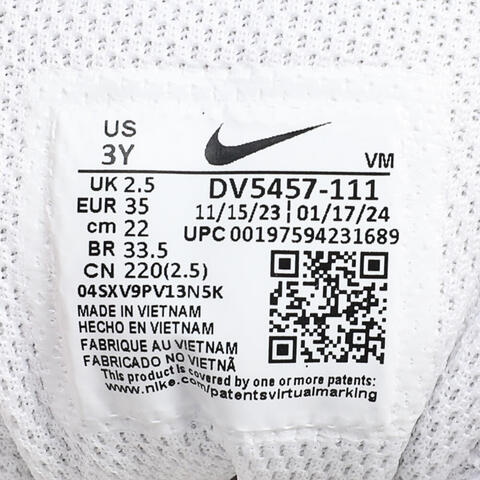 US
3Y
VM
UK 2.5
EUR 35
cm 22
BR 33.5
CN 220(2.5)
DV5457-111
11/15/23 | 01/17/24
UPC 00197594231689
04SXV9PV13N5K
MADE IN VIETNAM
HECHO EN VIETNAM
FABRIQUE AU VIETNAM
FABRICADO NO VIETNÃ
This product is covered by one or more patents:
www.nike.com/patentsvirtualmarking